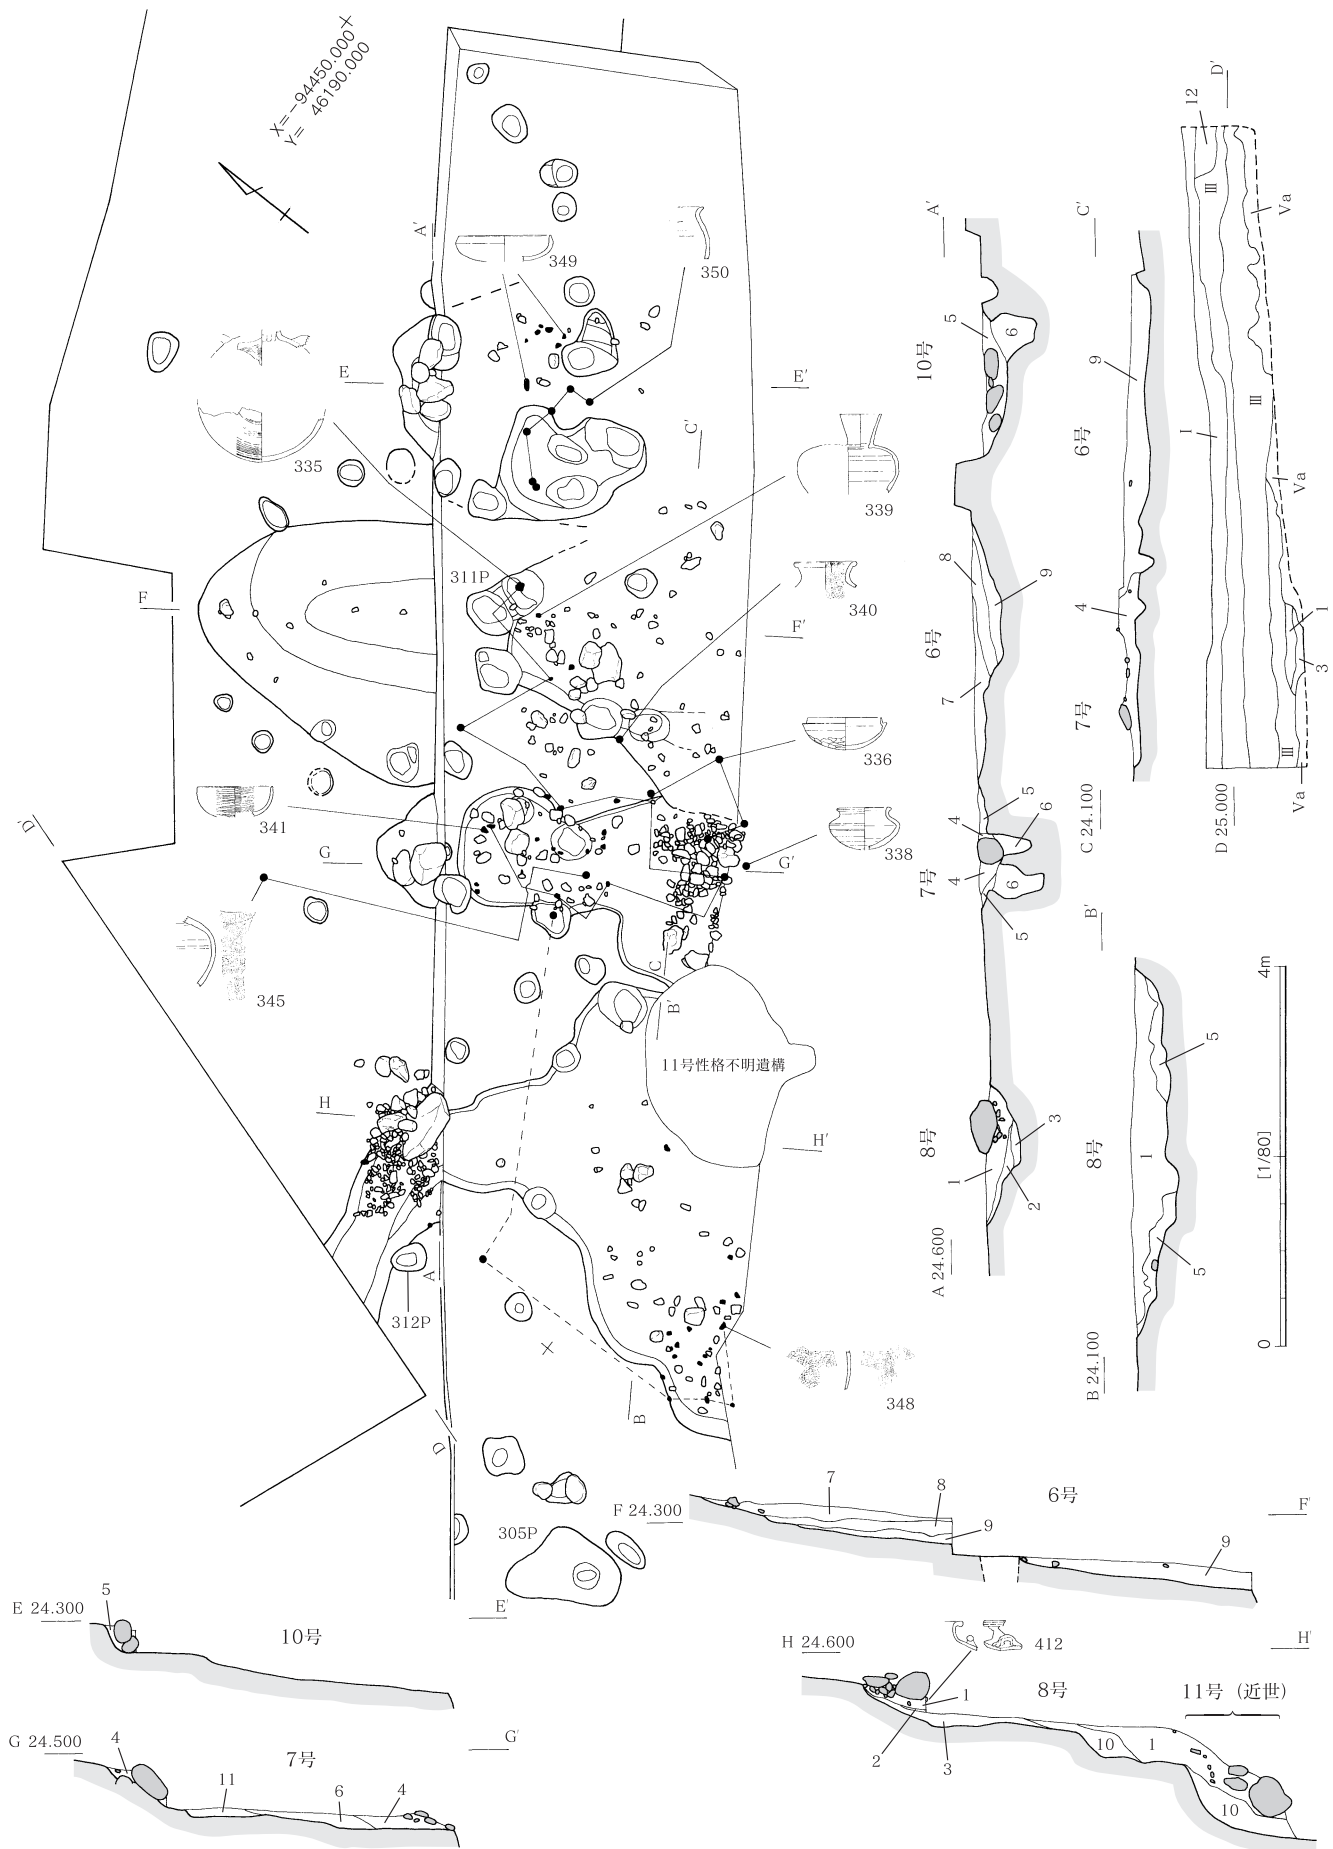 X=-94450.000
Y= 46190.000
A′
349
350
335
E
E′
C′
339
311P
F
F′
340
336
341
338
D′
G
G′
345
C
B′
11号性格不明遺構
H
H′
A
312P
348
B
D
305P
A′
10号
5
6
8
9
6号
7
5
4
6
7号
4
6
5
8号
3
1
2
A 24.600
C′
9
6号
4
7号
C 24.100
B′
8号
5
1
5
B 24.100
D′
12
Ⅲ
Ⅴa
Ⅰ
Ⅲ
Ⅴa
1
3
Ⅲ
Ⅴa
D 25.000
4m
[1/80]
0
F 24.300
7
8
9
6号
9
F′
E 24.300
5
10号
E′
G 24.500
4
11
7号
6
4
G′
H 24.600
412
1
8号
11号（近世）
2
3
10
1
10
H′